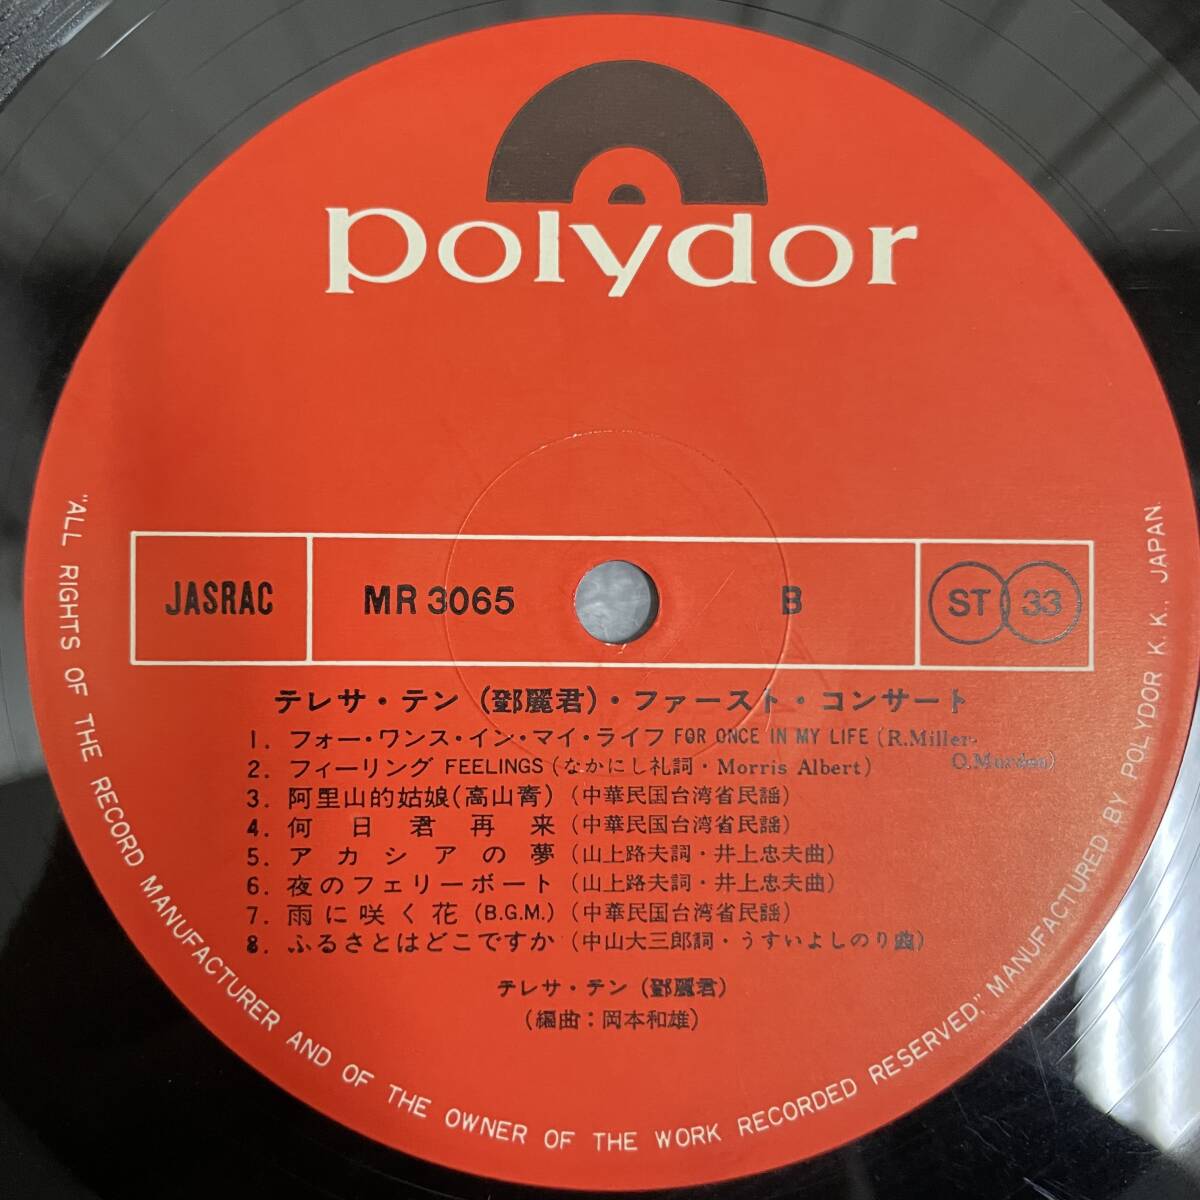 polydor
JASRAC MR 3065 B ST 33
テレサ・テン (鄧麗君)・ファースト・コンサート
1. フォー・ワンス・イン・マイ・ライフ FOR ONCE IN MY LIFE (R.Miller-
O.Murden)
2. フィーリング FEELINGS (なかにし礼詞・Morris Albert)
3. 阿里山的姑娘(高山青) (中華民国台湾省民謡)
4. 何日君再来 (中華民国台湾省民謡)
5. アカシアの夢 (山上路夫詞・井上忠夫曲)
6. 夜のフェリーボート (山上路夫詞・井上忠夫曲)
7. 雨に咲く花 (B.G.M.) (中華民国台湾省民謡)
8. ふるさとはどこですか (中山大三郎詞・うすいよしのり曲)
テレサ・テン (鄧麗君)
(編曲：岡本和雄)
"ALL RIGHTS OF THE RECORD MANUFACTURER AND OF THE OWNER OF THE WORK RECORDED RESERVED," MANUFACTURED BY POLYDOR K. K., JAPAN.